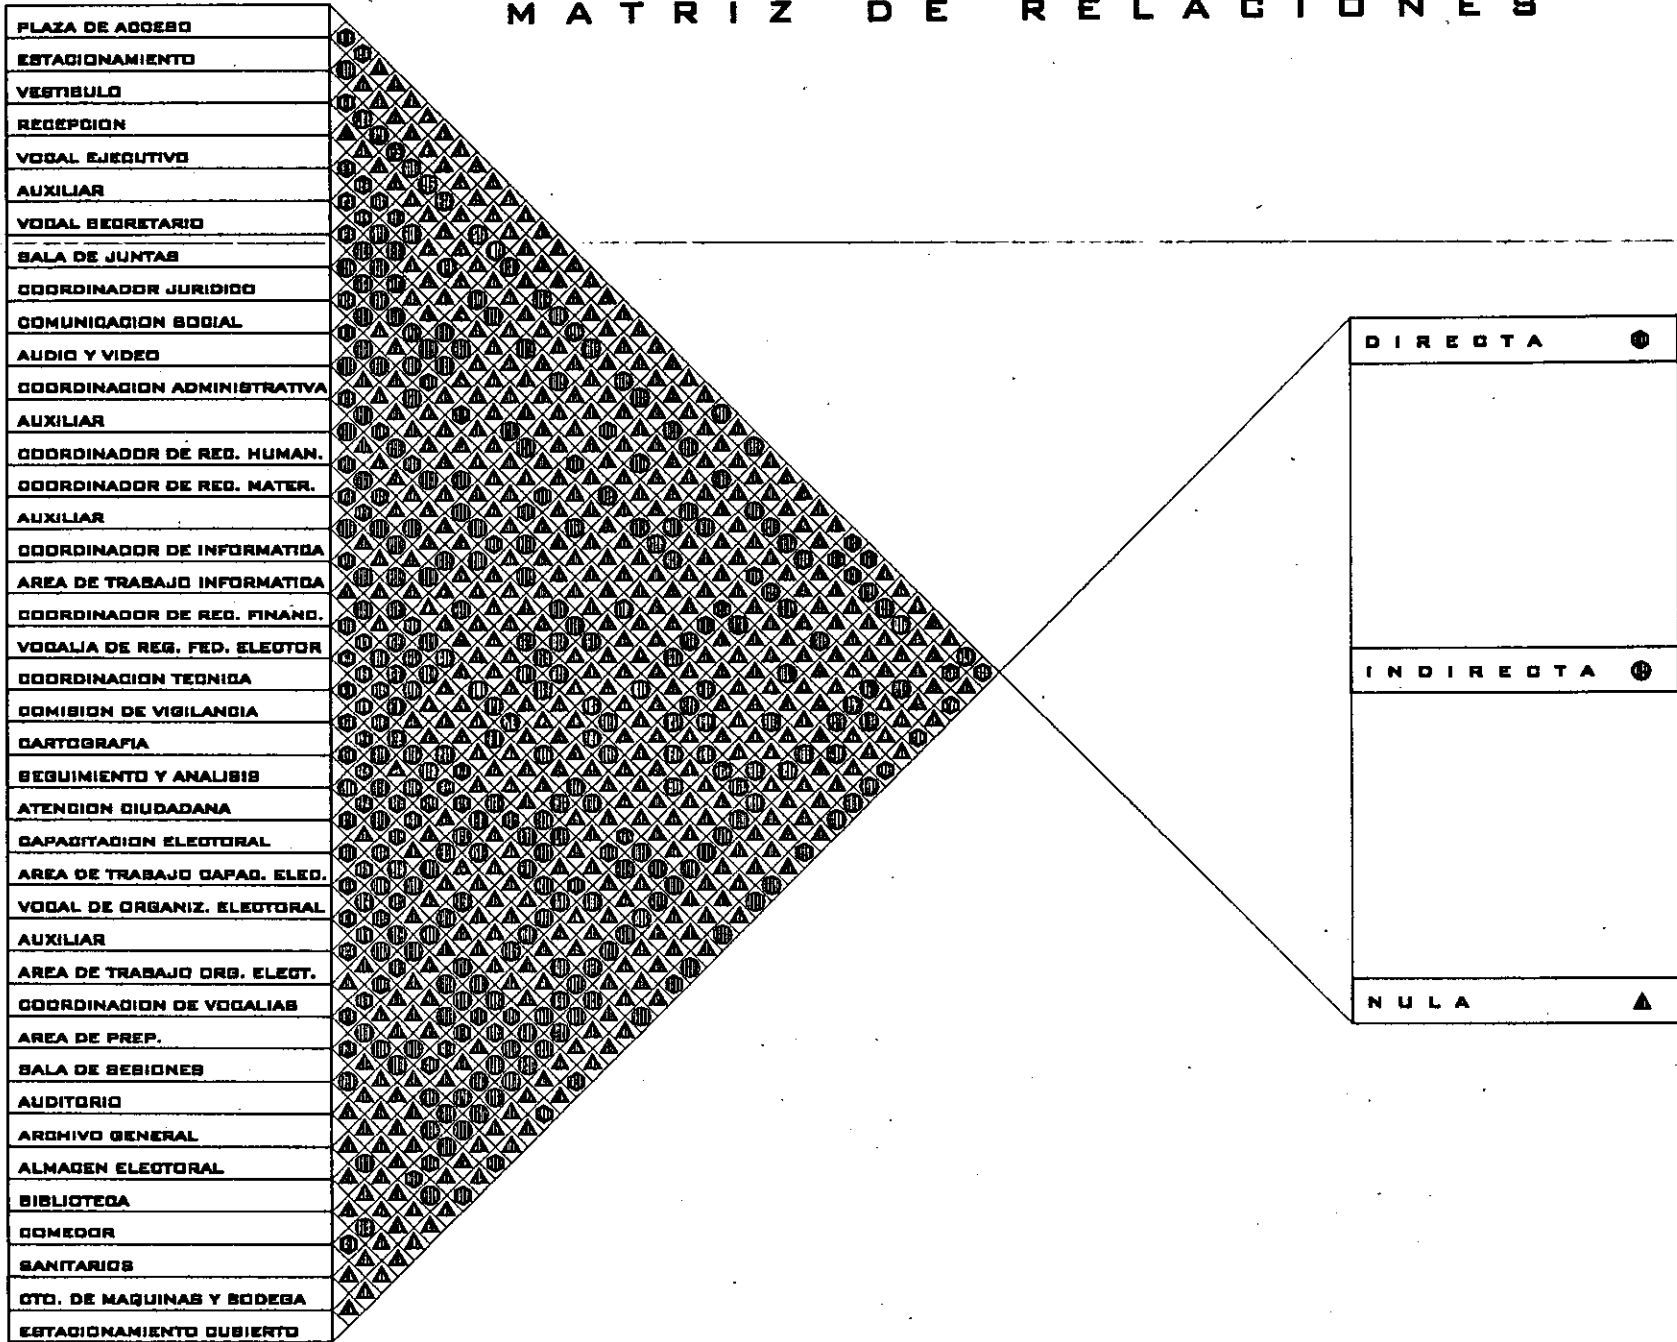 MATRIZ DE RELACIONES
PLAZA DE ACCESO
ESTACIONAMIENTO
VESTIBULO
RECEPCION
VOCAL EJECUTIVO
AUXILIAR
VOCAL SECRETARIO
SALA DE JUNTAS
COORDINADOR JURIDICO
COMUNICACION SOCIAL
AUDIO Y VIDEO
COORDINACION ADMINISTRATIVA
AUXILIAR
COORDINADOR DE REC. HUMAN.
COORDINADOR DE REC. MATER.
AUXILIAR
COORDINADOR DE INFORMATICA
AREA DE TRABAJO INFORMATICA
COORDINADOR DE REC. FINANC.
VOCALIA DE REG. FED. ELECTOR
COORDINACION TECNICA
COMISION DE VIGILANCIA
CARTOGRAFIA
SEGUIMIENTO Y ANALISIS
ATENCION CIUDADANA
CAPACITACION ELECTORAL
AREA DE TRABAJO CAPAC. ELEC.
VOCAL DE ORGANIZ. ELECTORAL
AUXILIAR
AREA DE TRABAJO ORG. ELECT.
COORDINACION DE VOCALIAS
AREA DE PREP.
SALA DE SESIONES
AUDITORIO
ARCHIVO GENERAL
ALMACEN ELECTORAL
BIBLIOTECA
COMEDOR
SANITARIOS
CTO. DE MAQUINAS Y BODEGA
ESTACIONAMIENTO CUBIERTO
DIRECTA
INDIRECTA
NULA